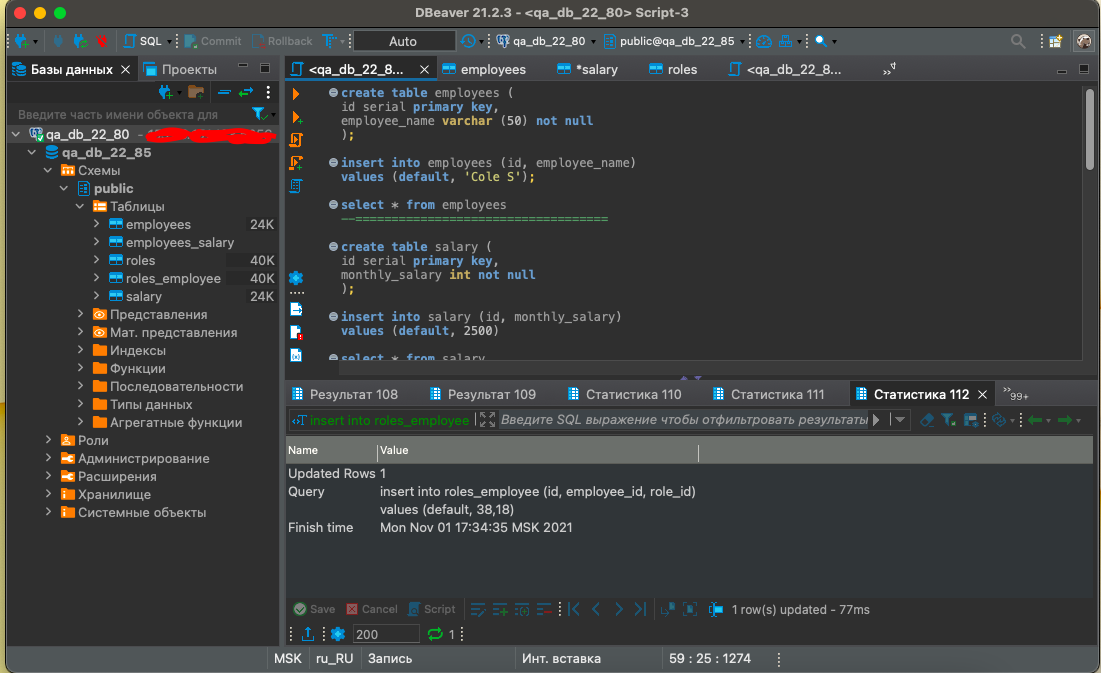 DBeaver 21.2.3 - <qa_db_22_80> Script-3
SQL Commit Rollback Auto qa_db_22_80 public@qa_db_22_85
Базы данных Проекты
Введите часть имени объекта для
qa_db_22_80 -
qa_db_22_85
Схемы
public
Таблицы
employees 24K
employees_salary
roles 40K
roles_employee 40K
salary 24K
Представления
Мат. представления
Индексы
Функции
Последовательности
Типы данных
Агрегатные функции
Роли
Администрирование
Расширения
Хранилище
Системные объекты
<qa_db_22_8... employees *salary roles <qa_db_22_8...
create table employees (
id serial primary key,
employee_name varchar (50) not null
);
insert into employees (id, employee_name)
values (default, 'Cole S');
select * from employees
--===================================
create table salary (
id serial primary key,
monthly_salary int not null
);
insert into salary (id, monthly_salary)
values (default, 2500)
select * from salary
Результат 108 Результат 109 Статистика 110 Статистика 111 Статистика 112 99+
insert into roles_employee Введите SQL выражение чтобы отфильтровать результаты
Name Value
Updated Rows 1
Query insert into roles_employee (id, employee_id, role_id)
values (default, 38,18)
Finish time Mon Nov 01 17:34:35 MSK 2021
Save Cancel Script 1 row(s) updated - 77ms
200 1
MSK ru_RU Запись Инт. вставка 59 : 25 : 1274